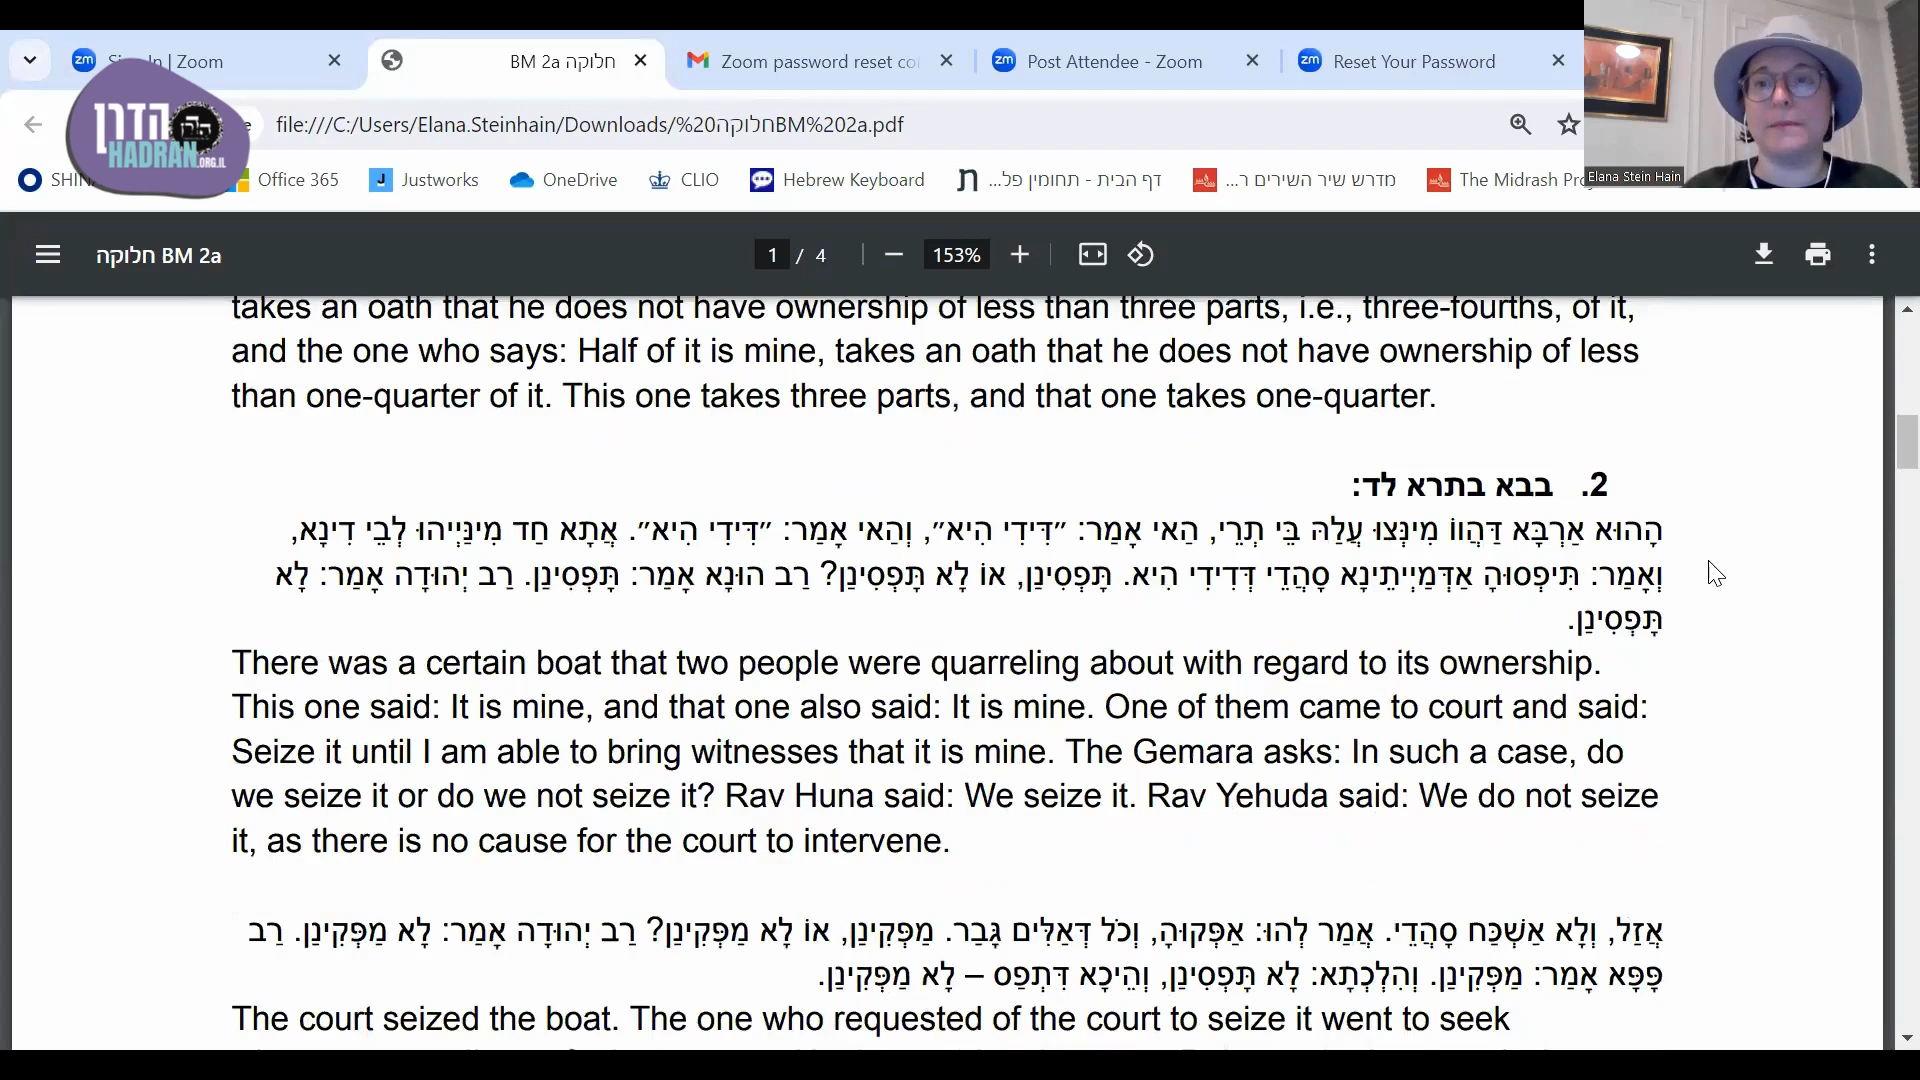 Zoom
BM 2a חלוקה
Zoom password reset co
Post Attendee - Zoom
Reset Your Password
הדרן
HADRAN.ORG.IL
file:///C:/Users/Elana.Steinhain/Downloads/%20חלוקהBM%202a.pdf
Office 365
Justworks
OneDrive
CLIO
Hebrew Keyboard
דף הבית - תחומין פל...
מדרש שיר השירים ר...
The Midrash Pro
Elana Stein Hain
חלוקה BM 2a
1 / 4
153%
takes an oath that he does not have ownership of less than three parts, i.e., three-fourths, of it,
and the one who says: Half of it is mine, takes an oath that he does not have ownership of less
than one-quarter of it. This one takes three parts, and that one takes one-quarter.
2. בבא בתרא לד:
הָהוּא אַרְבָּא דַּהֲווֹ מִינְּצוּ עֲלַהּ בֵּי תְרֵי, הַאי אָמַר: ״דִּידִי הִיא״, וְהַאי אָמַר: ״דִּידִי הִיא״. אֲתָא חַד מִינַּיְיהוּ לְבֵי דִינָא,
וְאָמַר: תִּיפְסוּהָ אַדְּמַיְיתֵינָא סָהֲדֵי דְּדִידִי הִיא. תָּפְסִינַן, אוֹ לָא תָּפְסִינַן? רַב הוּנָא אָמַר: תָּפְסִינַן. רַב יְהוּדָה אָמַר: לָא
תָּפְסִינַן.
There was a certain boat that two people were quarreling about with regard to its ownership.
This one said: It is mine, and that one also said: It is mine. One of them came to court and said:
Seize it until I am able to bring witnesses that it is mine. The Gemara asks: In such a case, do
we seize it or do we not seize it? Rav Huna said: We seize it. Rav Yehuda said: We do not seize
it, as there is no cause for the court to intervene.
אֲזַל, וְלָא אַשְׁכַּח סָהֲדֵי. אֲמַר לְהוּ: אַפְּקוּהָ, וְכֹל דְּאַלִּים גָּבַר. מַפְּקִינַן, אוֹ לָא מַפְּקִינַן? רַב יְהוּדָה אָמַר: לָא מַפְּקִינַן. רַב
פָּפָּא אָמַר: מַפְּקִינַן. וְהִלְכְתָא: לָא תָּפְסִינַן, וְהֵיכָא דִּתְפַס – לָא מַפְּקִינַן.
The court seized the boat. The one who requested of the court to seize it went to seek